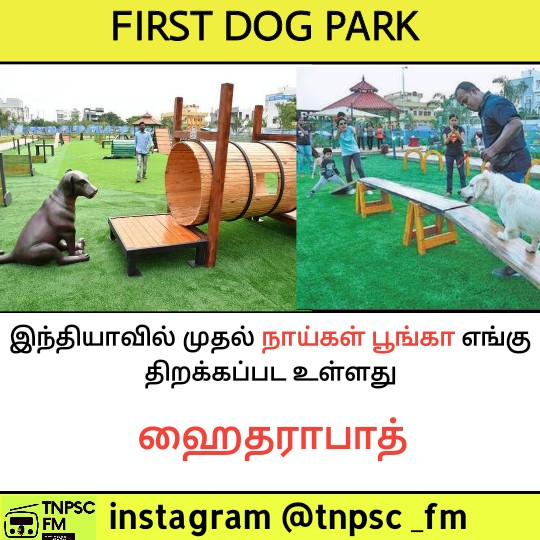 FIRST DOG PARK
இந்தியாவில் முதல் நாய்கள் பூங்கா எங்கு
திறக்கப்பட உள்ளது
ஹைதராபாத்
TNPSC
FM
instagram @tnpsc _fm